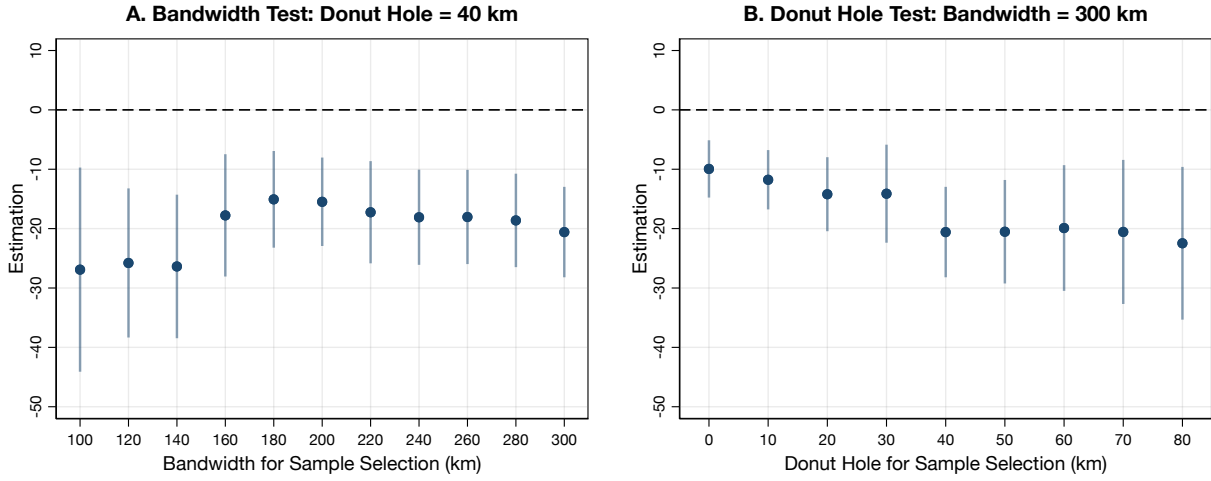 A. Bandwidth Test: Donut Hole = 40 km
10
0
-10
-20
-30
-40
-50
Estimation
100 120 140 160 180 200 220 240 260 280 300
Bandwidth for Sample Selection (km)
B. Donut Hole Test: Bandwidth = 300 km
10
0
-10
-20
-30
-40
-50
Estimation
0 10 20 30 40 50 60 70 80
Donut Hole for Sample Selection (km)